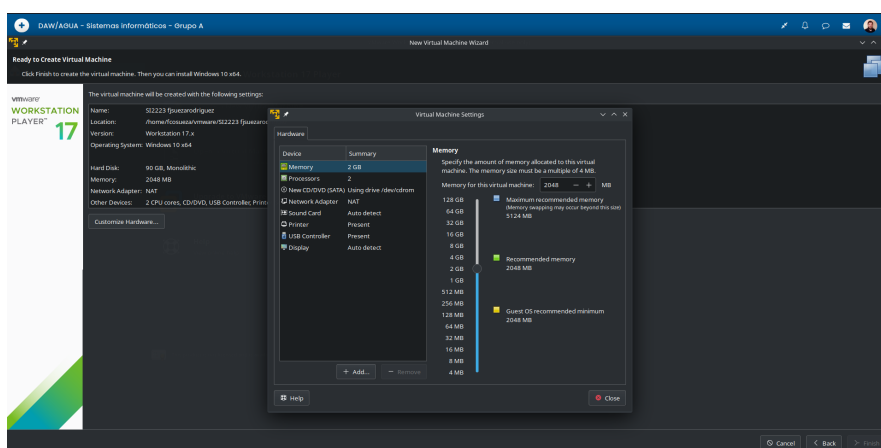 DAW/AGUA - Sistemas informáticos - Grupo A
New Virtual Machine Wizard
Ready to Create Virtual Machine
Click Finish to create the virtual machine. Then you can install Windows 10 x64.
vmware
WORKSTATION
PLAYER™ 17
The virtual machine will be created with the following settings:
Name: SI2223 fjsuezarodriguez
Location: /home/fcosueza/vmware/SI2223 fjsuezaro
Version: Workstation 17.x
Operating System: Windows 10 x64
Hard Disk: 90 GB, Monolithic
Memory: 2048 MB
Network Adapter: NAT
Other Devices: 2 CPU cores, CD/DVD, USB Controller, Print
Customize Hardware...
Virtual Machine Settings
Hardware
Device Summary
Memory 2 GB
Processors 2
New CD/DVD (SATA) Using drive /dev/cdrom
Network Adapter NAT
Sound Card Auto detect
Printer Present
USB Controller Present
Display Auto detect
+ Add...
− Remove
Memory
Specify the amount of memory allocated to this virtual
machine. The memory size must be a multiple of 4 MB.
Memory for this virtual machine: 2048 − + MB
128 GB
64 GB
32 GB
16 GB
8 GB
4 GB
2 GB
1 GB
512 MB
256 MB
128 MB
64 MB
32 MB
16 MB
8 MB
4 MB
Maximum recommended memory
(Memory swapping may occur beyond this size)
5124 MB
Recommended memory
2048 MB
Guest OS recommended minimum
2048 MB
Help
Close
Cancel
< Back
> Finish